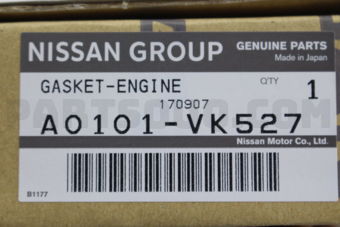 NISSAN GROUP
GENUINE PARTS
Made in Japan
GASKET-ENGINE
Q'TY
1
170907
A0101-VK527
Nissan Motor Co., Ltd.
B1177